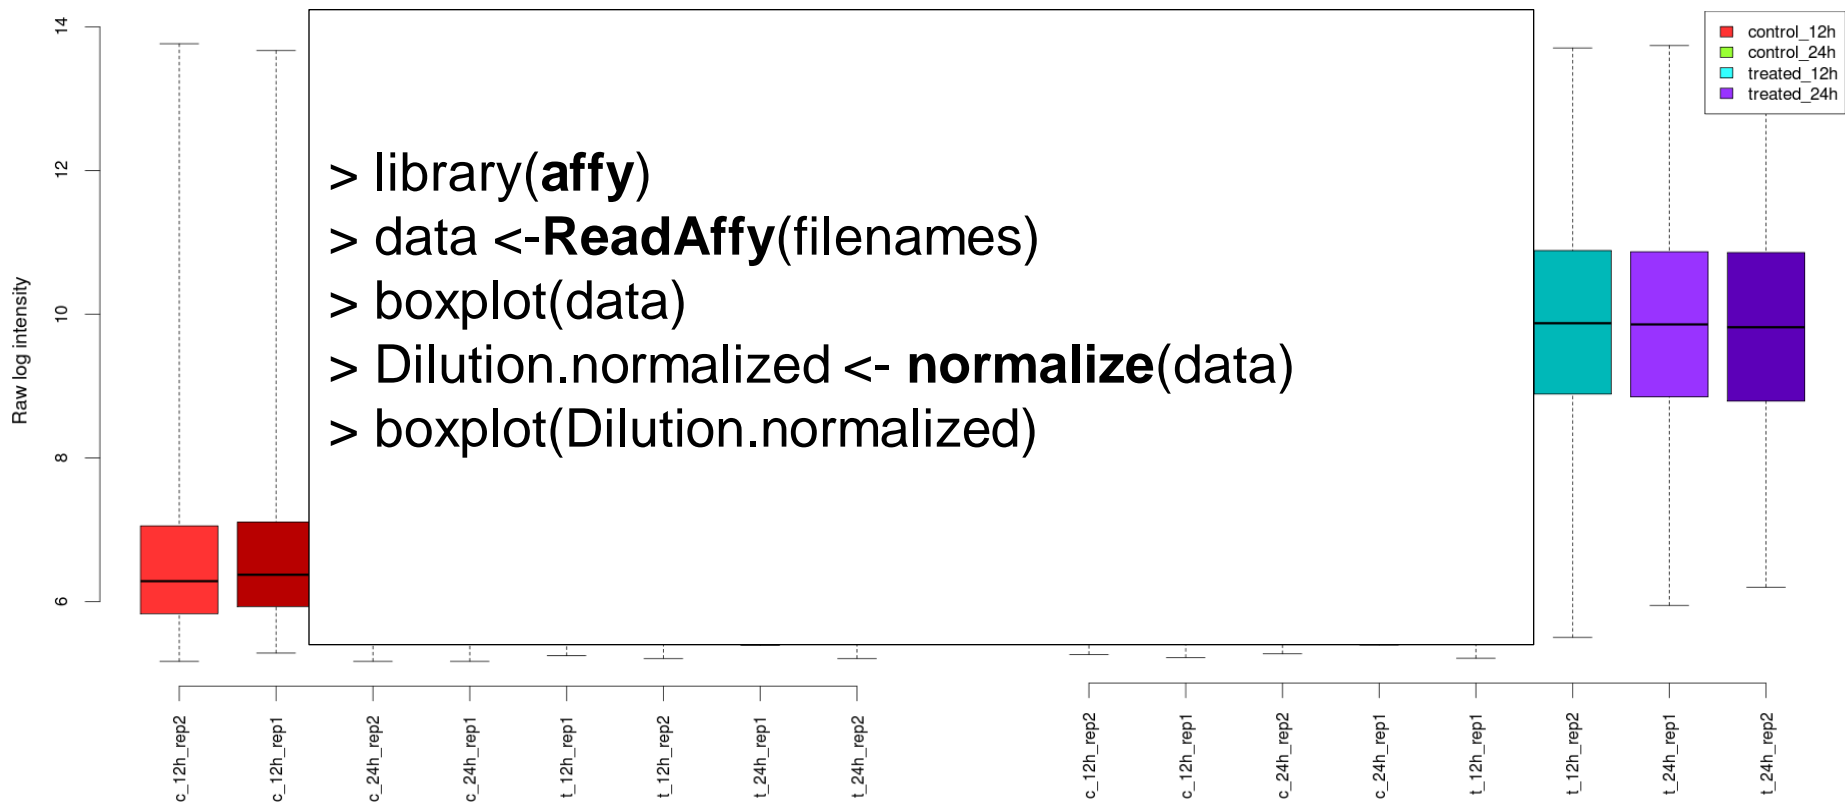 14
12
10
8
6
Raw log intensity
> library(affy)
> data <-ReadAffy(filenames)
> boxplot(data)
> Dilution.normalized <- normalize(data)
> boxplot(Dilution.normalized)
control_12h
control_24h
treated_12h
treated_24h
c_12h_rep2
c_12h_rep1
c_24h_rep2
c_24h_rep1
t_12h_rep1
t_12h_rep2
t_24h_rep1
t_24h_rep2
c_12h_rep2
c_12h_rep1
c_24h_rep2
c_24h_rep1
t_12h_rep1
t_12h_rep2
t_24h_rep1
t_24h_rep2